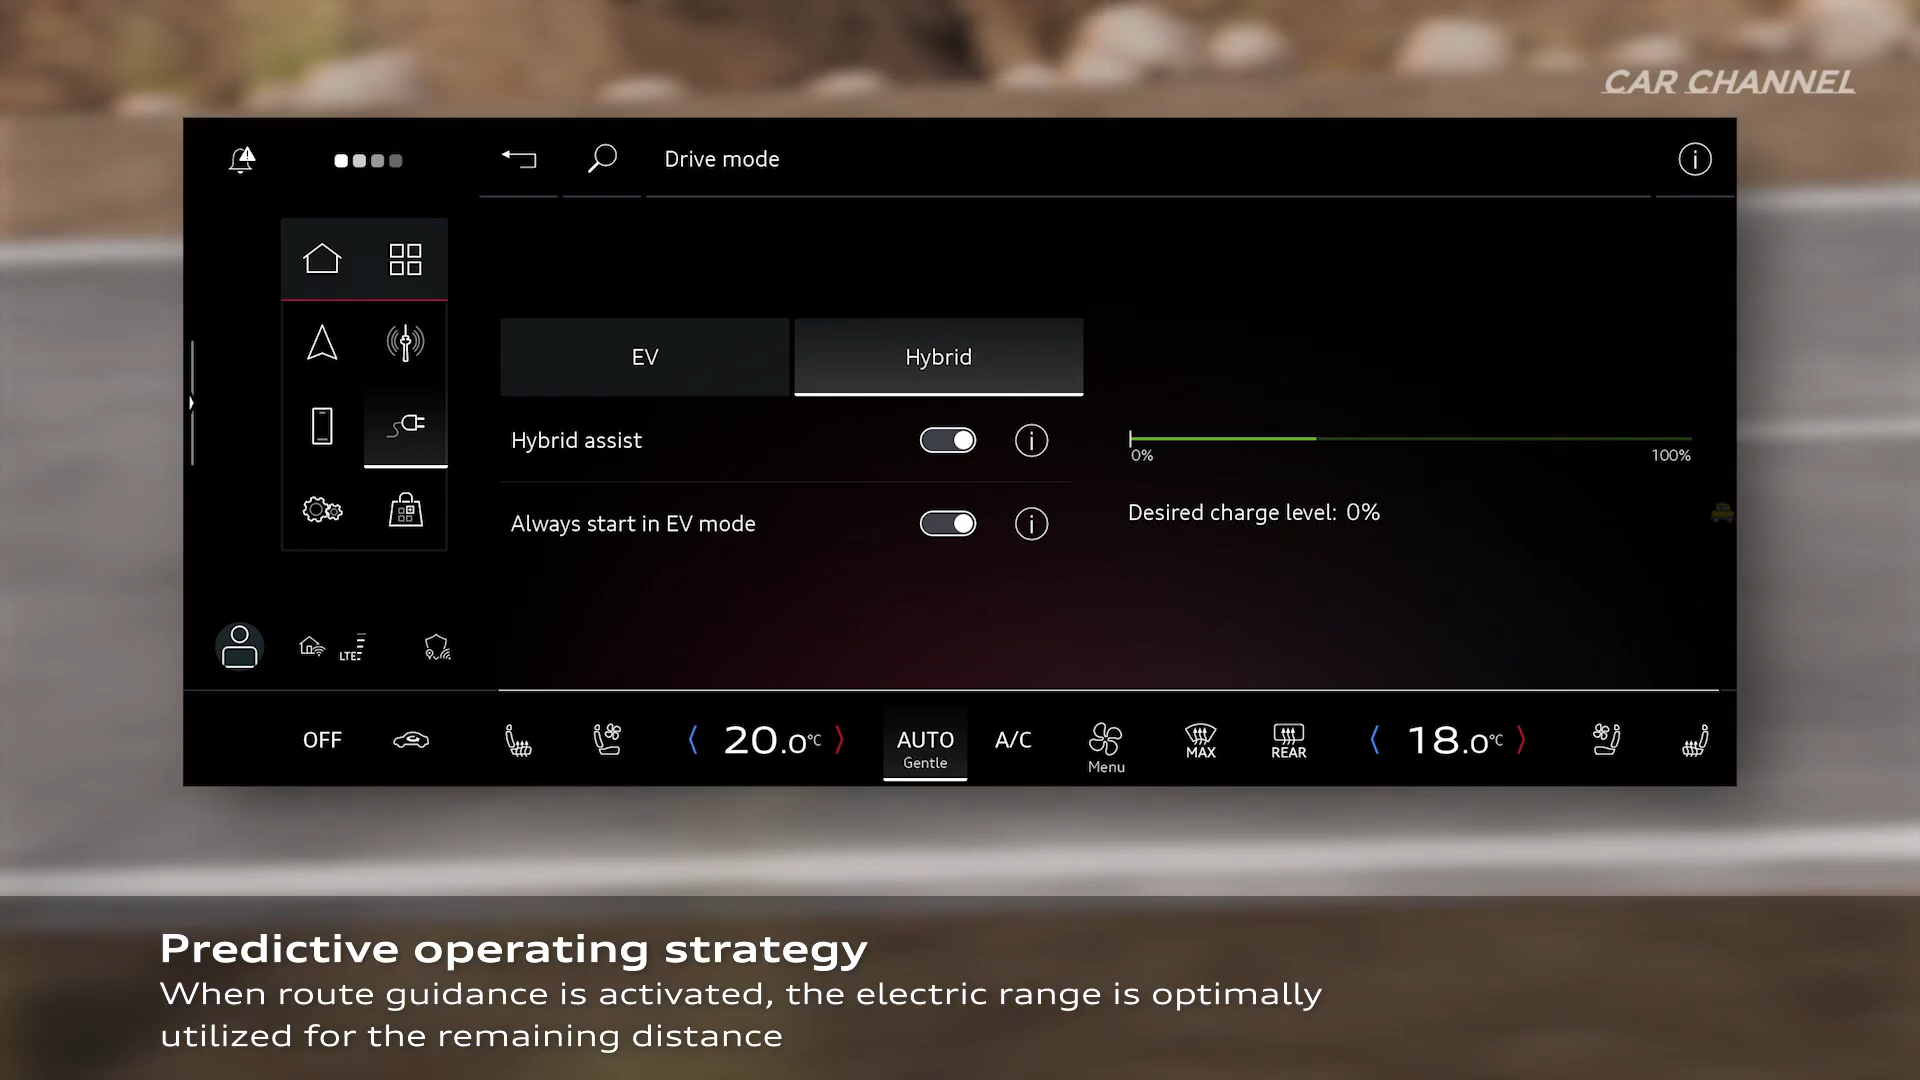 CAR CHANNEL
Drive mode
EV
Hybrid
Hybrid assist
0%
100%
Always start in EV mode
Desired charge level: 0%
LTE
OFF
20.0°C
AUTO
Gentle
A/C
Menu
MAX
REAR
18.0°C
Predictive operating strategy
When route guidance is activated, the electric range is optimally
utilized for the remaining distance